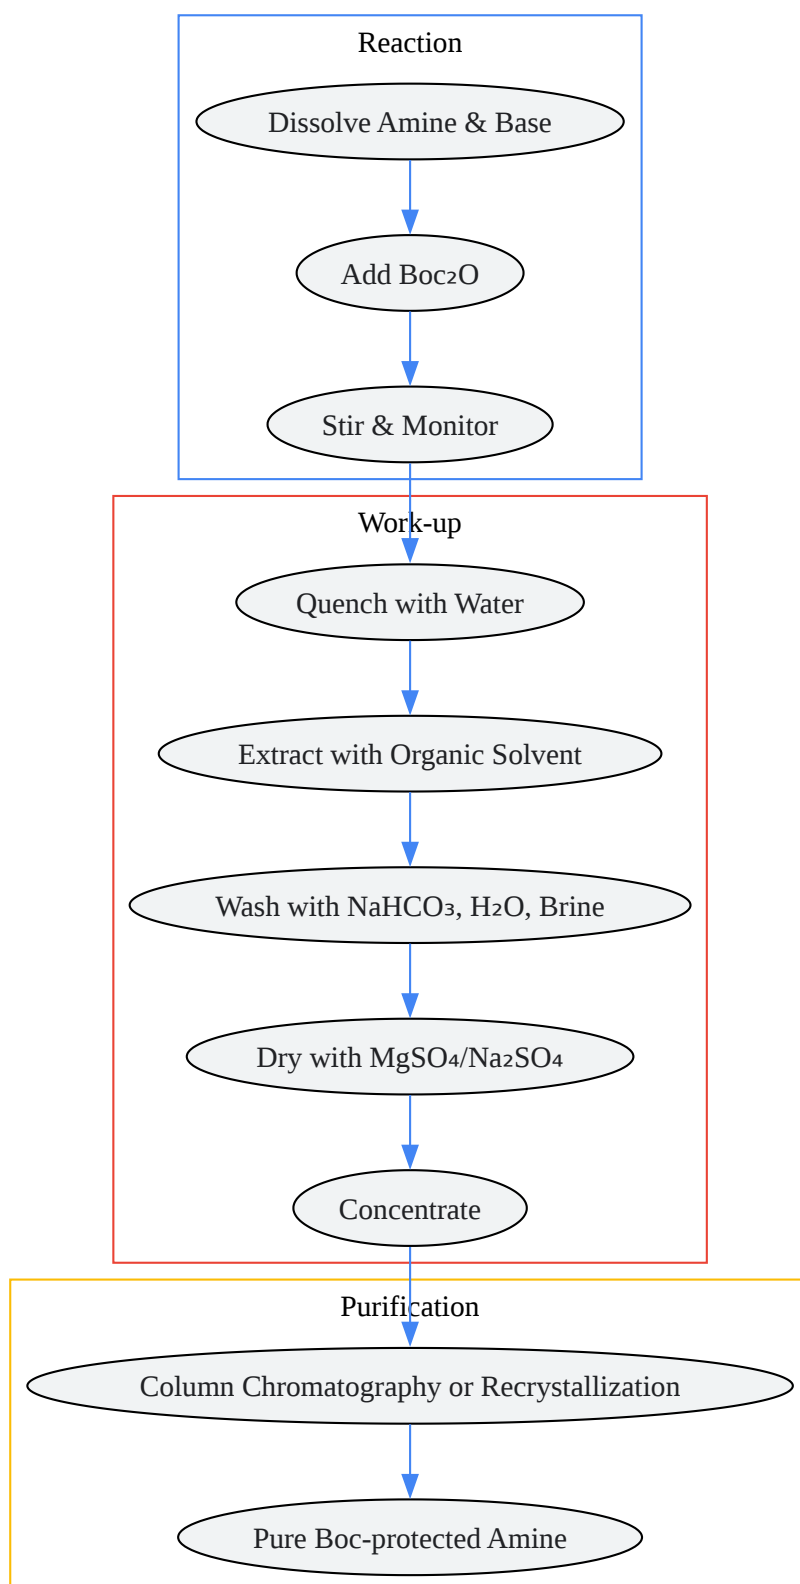 Reaction
Dissolve Amine & Base
Add Boc₂O
Stir & Monitor
Work-up
Quench with Water
Extract with Organic Solvent
Wash with NaHCO₃, H₂O, Brine
Dry with MgSO₄/Na₂SO₄
Concentrate
Purification
Column Chromatography or Recrystallization
Pure Boc-protected Amine